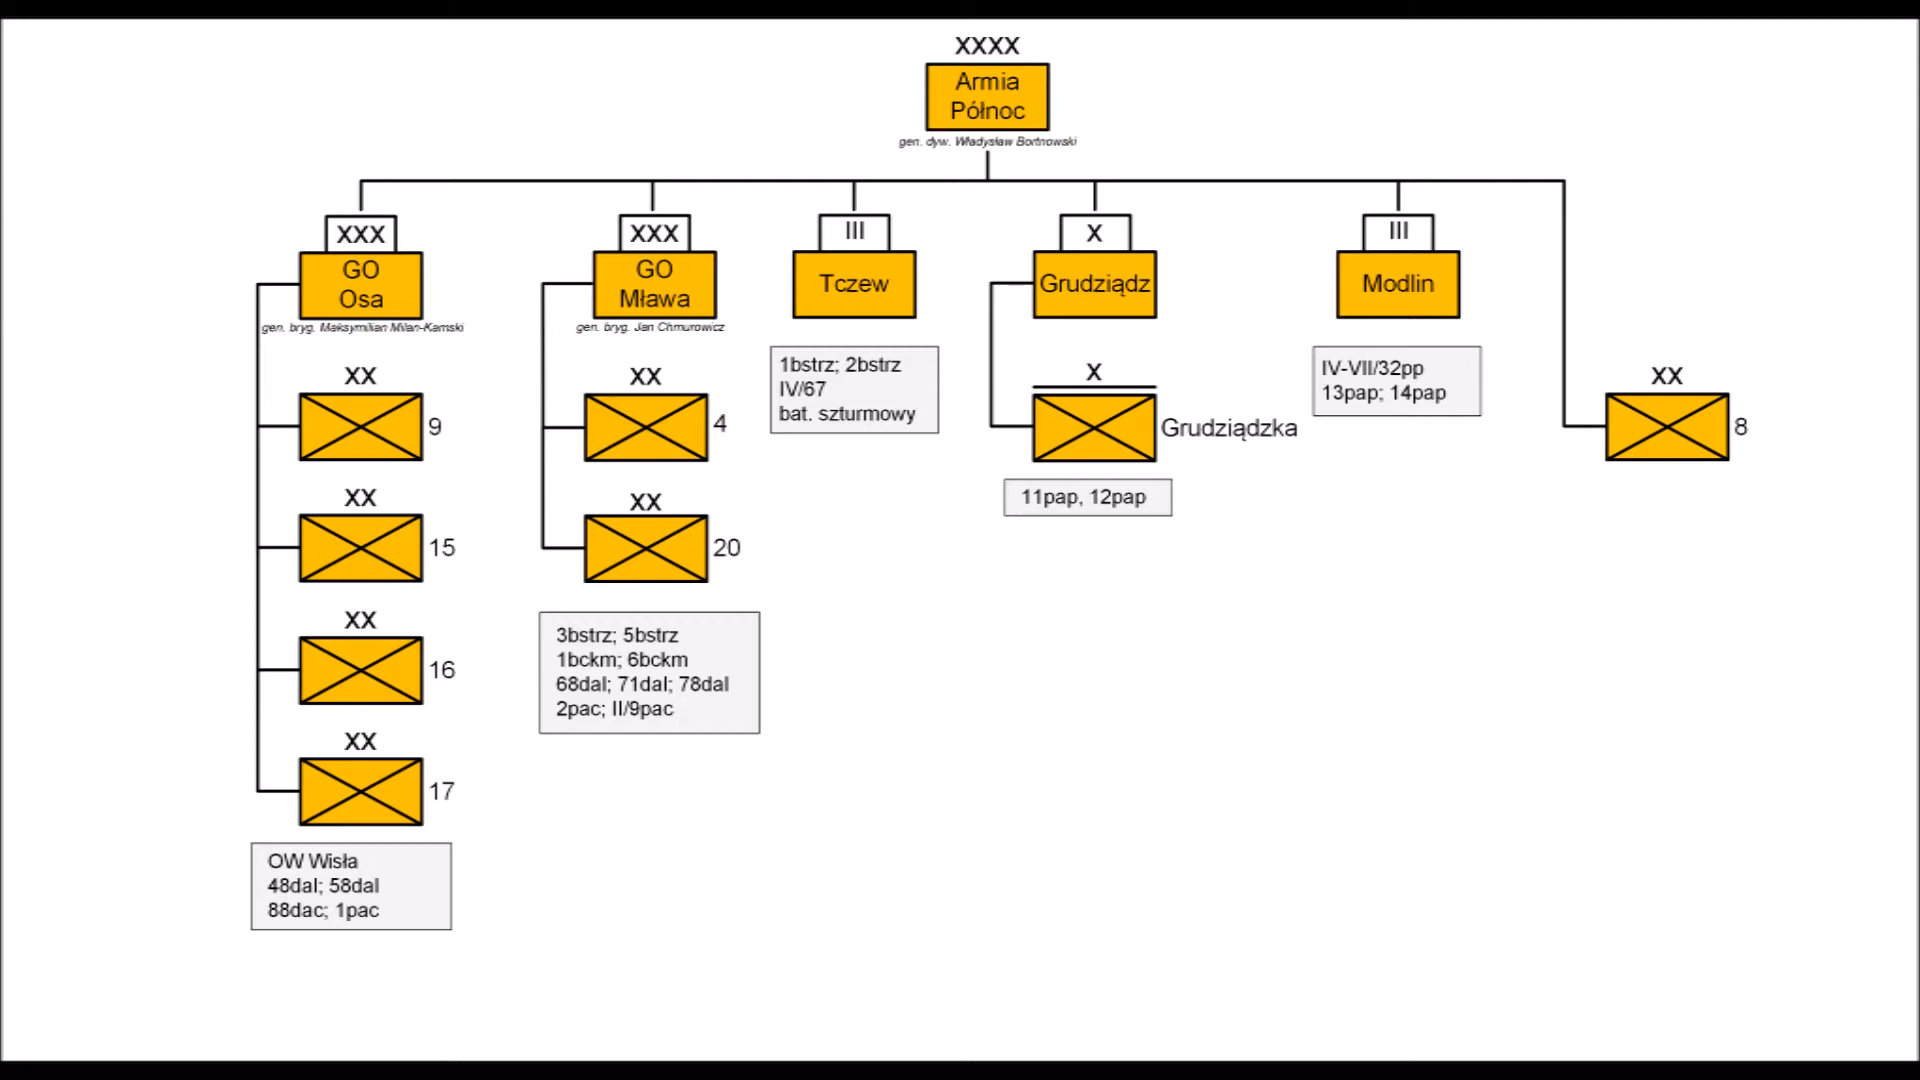 XXXX
Armia
Północ
gen. dyw. Władysław Bortnowski
XXX
GO
Osa
gen. bryg. Maksymilian Milan-Kamski
XX
9
XX
15
XX
16
XX
17
OW Wisła
48dal; 58dal
88dac; 1pac
XXX
GO
Mława
gen. bryg. Jan Chmurowicz
XX
4
XX
20
3bstrz; 5bstrz
1bckm; 6bckm
68dal; 71dal; 78dal
2pac; II/9pac
III
Tczew
1bstrz; 2bstrz
IV/67
bat. szturmowy
X
Grudziądz
X
Grudziądzka
11pap, 12pap
III
Modlin
IV-VII/32pp
13pap; 14pap
XX
8